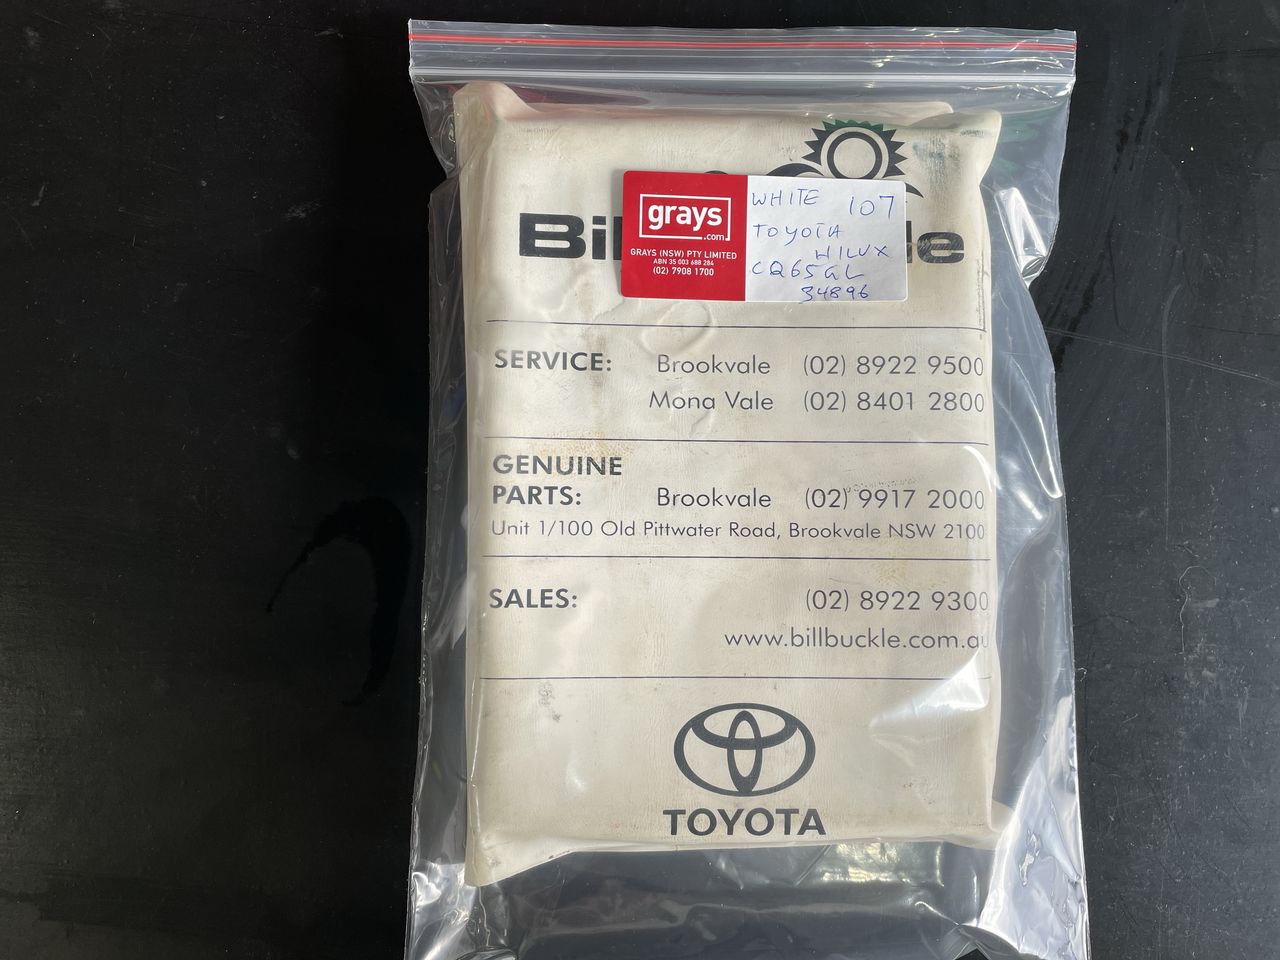 Bi le
grays
.com
GRAYS (NSW) PTY LIMITED
ABN 35 003 688 284
(02) 7908 1700
WHITE 107
TOYOTA
HILUX
CQ65GL
34896
SERVICE: Brookvale (02) 8922 9500
Mona Vale (02) 8401 2800
GENUINE
PARTS: Brookvale (02) 9917 2000
Unit 1/100 Old Pittwater Road, Brookvale NSW 2100
SALES: (02) 8922 9300
www.billbuckle.com.au
TOYOTA